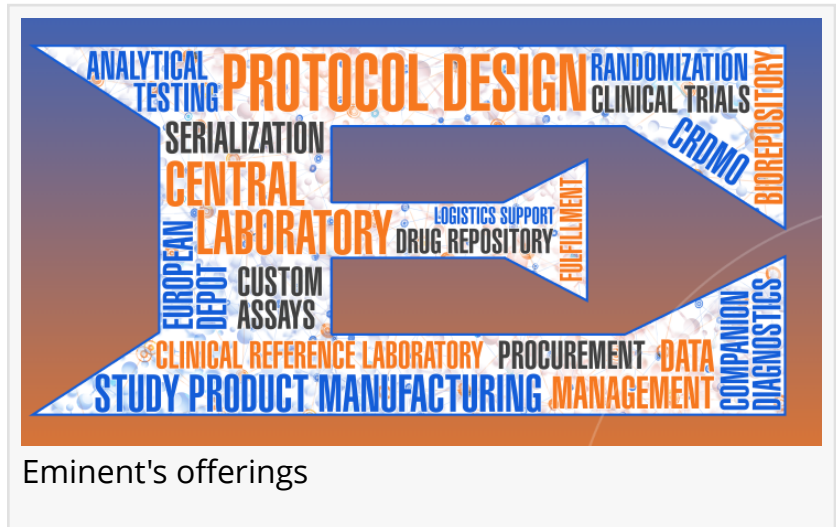 ANALYTICAL
TESTING
PROTOCOL DESIGN
RANDOMIZATION
CLINICAL TRIALS
BIOREPOSITORY
CRDMO
SERIALIZATION
CENTRAL
LABORATORY
LOGISTICS SUPPORT
DRUG REPOSITORY
FULFILLMENT
EUROPEAN
DEPOT
CUSTOM
ASSAYS
CLINICAL REFERENCE LABORATORY
PROCUREMENT
DATA
MANAGEMENT
COMPANION
DIAGNOSTICS
STUDY PRODUCT MANUFACTURING
Eminent's offerings